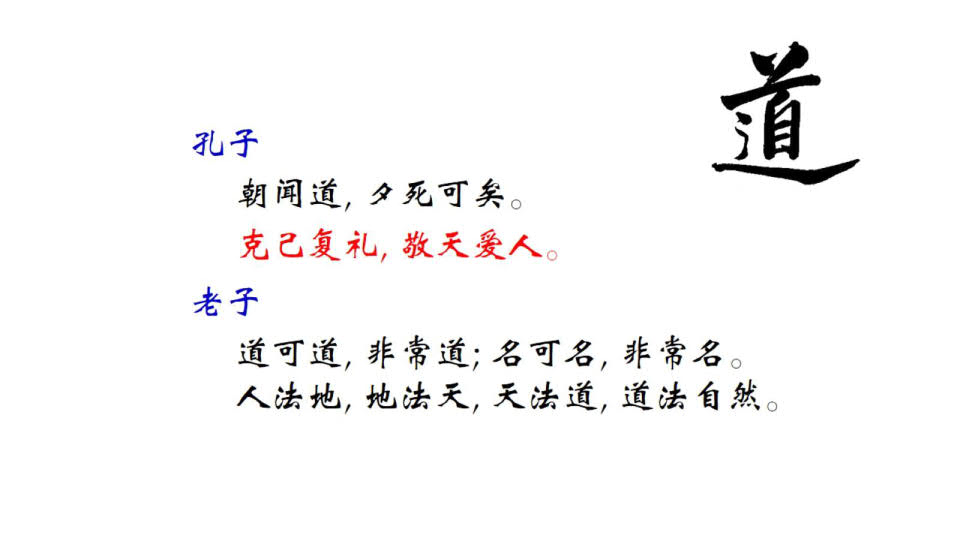 道
孔子
朝闻道, 夕死可矣。
克己复礼, 敬天爱人。
老子
道可道, 非常道; 名可名, 非常名。
人法地, 地法天, 天法道, 道法自然。